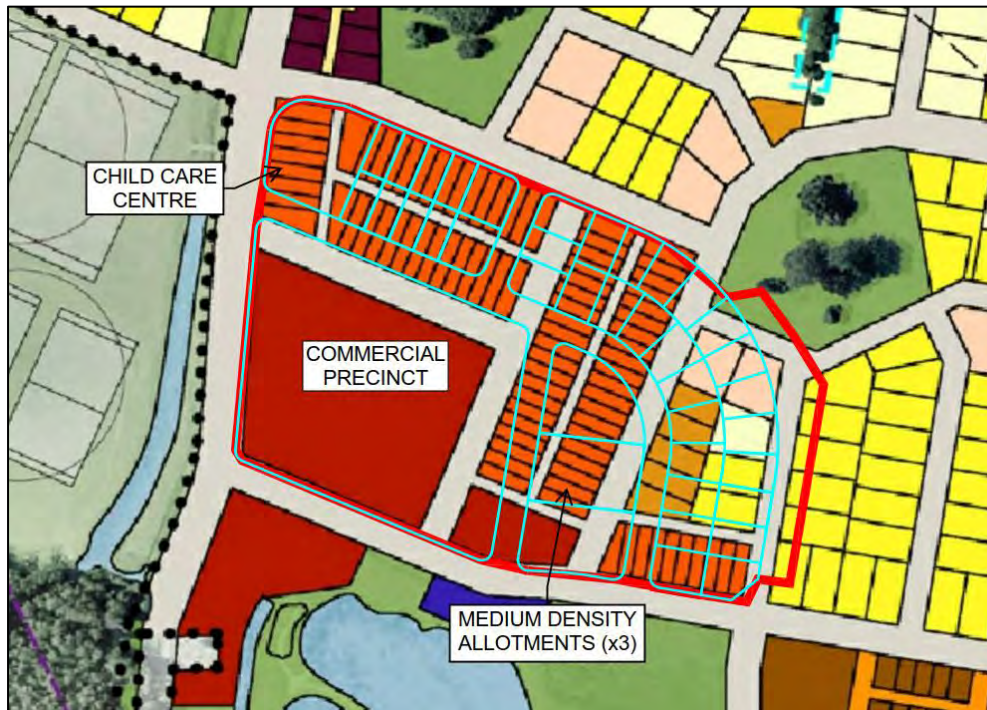 CHILD CARE
CENTRE
COMMERCIAL
PRECINCT
MEDIUM DENSITY
ALLOTMENTS (x3)